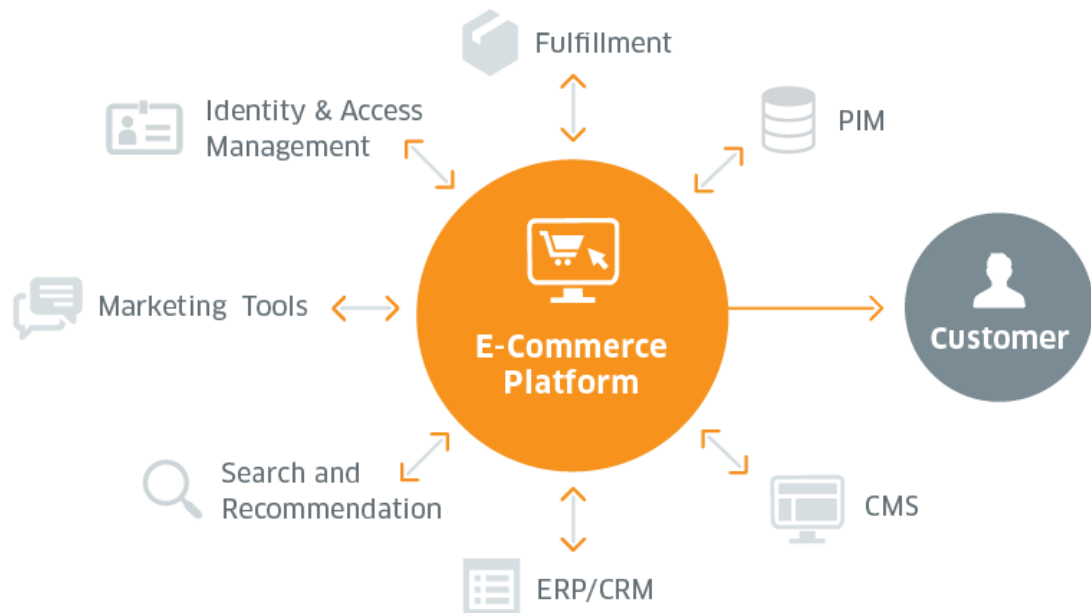 Fulfillment
Identity & Access
Management
PIM
Marketing Tools
E-Commerce
Platform
Customer
Search and
Recommendation
CMS
ERP/CRM